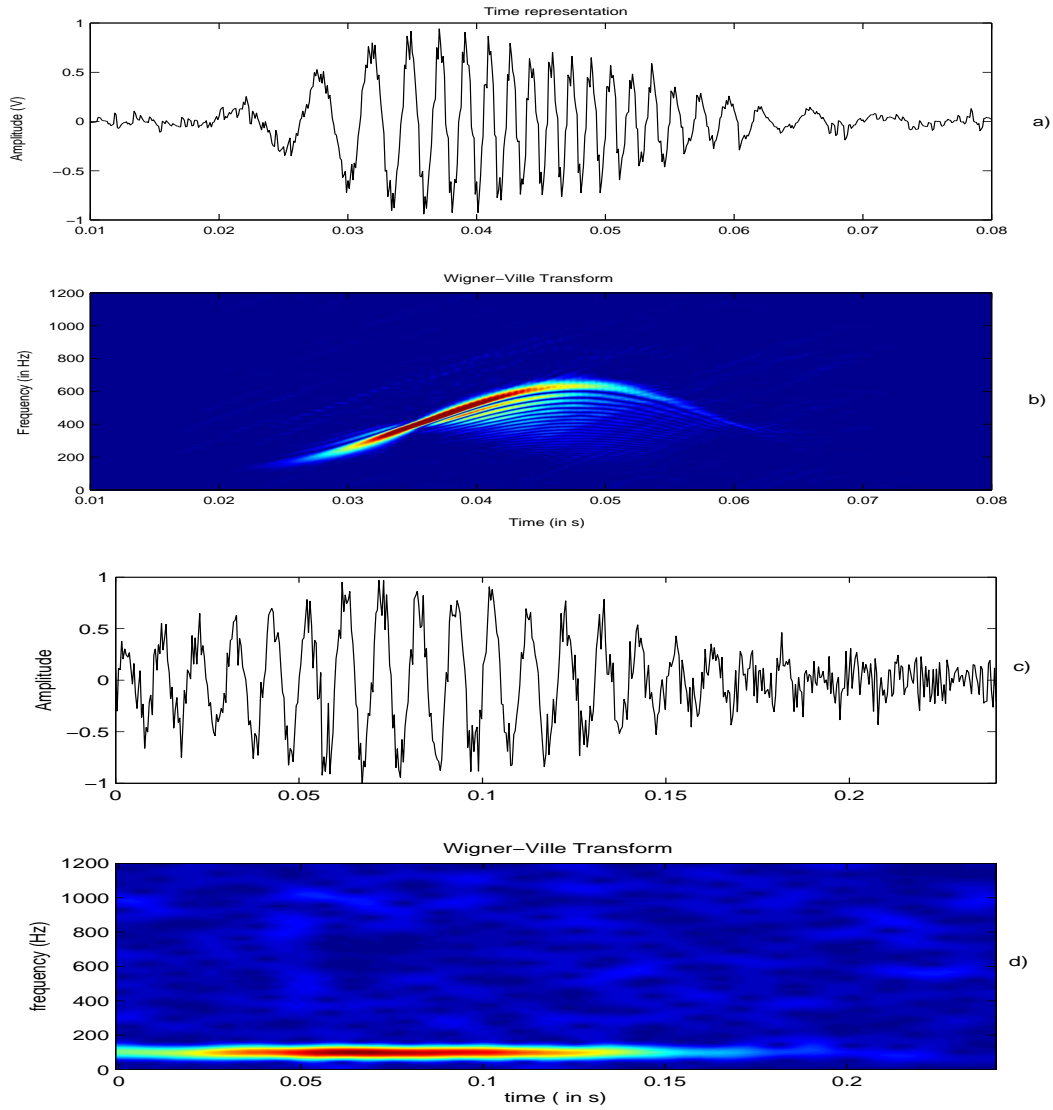 Time representation
1
0.5
0
−0.5
−1
Amplitude (V)
a)
0.01 0.02 0.03 0.04 0.05 0.06 0.07 0.08
Wigner−Ville Transform
1200
1000
800
600
400
200
0
Frequency (in Hz)
b)
0.01 0.02 0.03 0.04 0.05 0.06 0.07 0.08
Time (in s)
1
0.5
0
−0.5
−1
Amplitude
c)
0 0.05 0.1 0.15 0.2
Wigner−Ville Transform
1200
1000
800
600
400
200
0
frequency (Hz)
d)
0 0.05 0.1 0.15 0.2
time ( in s)